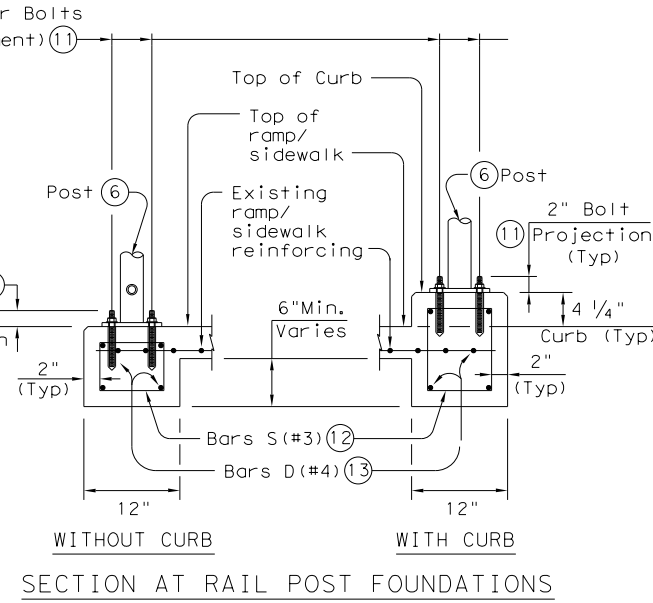 r Bolts
ent) 11
Top of Curb
Top of
ramp/
sidewalk
Post 6
6 Post
Existing
ramp/
sidewalk
reinforcing
2" Bolt
11 Projection
(Typ)
6"Min.
Varies
4 1/4"
Curb (Typ)
n
2"
(Typ)
2"
(Typ)
Bars S(#3) 12
Bars D(#4) 13
12"
12"
WITHOUT CURB
WITH CURB
SECTION AT RAIL POST FOUNDATIONS